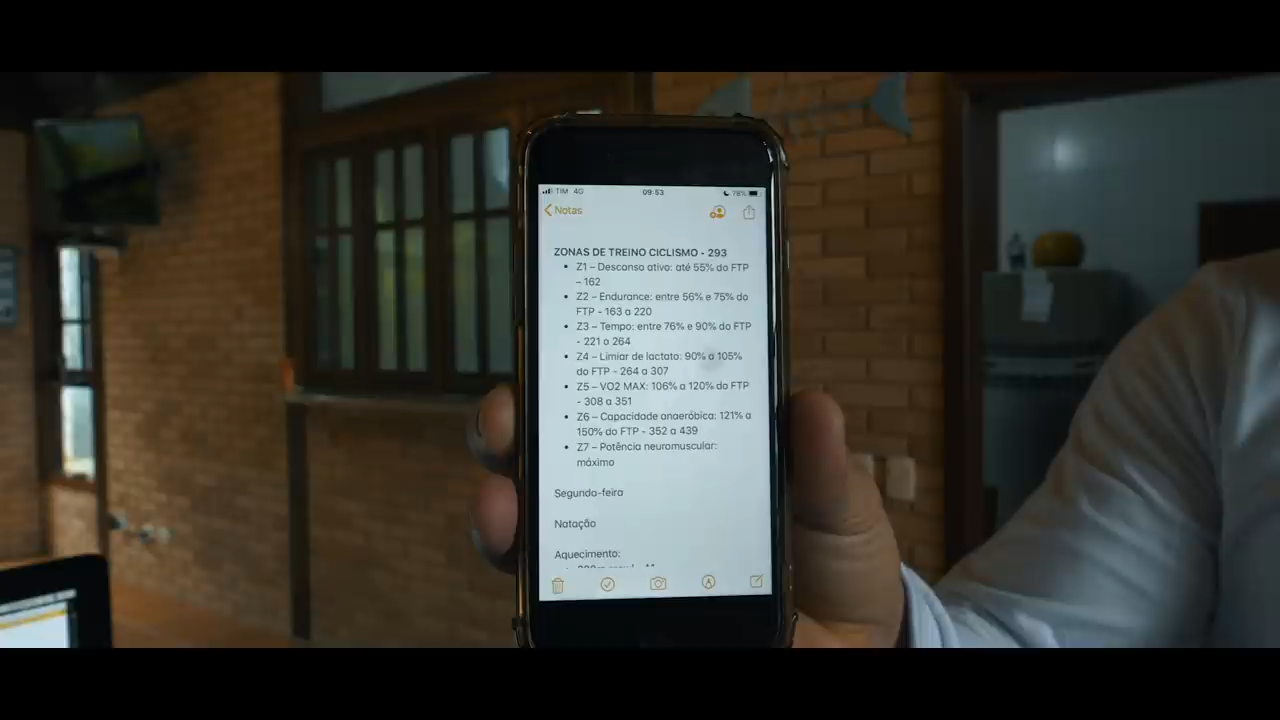 TIM 4G 09:53 78%
Notas
ZONAS DE TREINO CICLISMO - 293
• Z1 – Descanso ativo: até 55% do FTP
– 162
• Z2 – Endurance: entre 56% e 75% do
FTP - 163 a 220
• Z3 – Tempo: entre 76% e 90% do FTP
- 221 a 264
• Z4 – Limiar de lactato: 90% a 105%
do FTP - 264 a 307
• Z5 – VO2 MAX: 106% a 120% do FTP
- 308 a 351
• Z6 – Capacidade anaeróbica: 121% a
150% do FTP - 352 a 439
• Z7 – Potência neuromuscular:
máximo
Segunda-feira
Natação
Aquecimento: